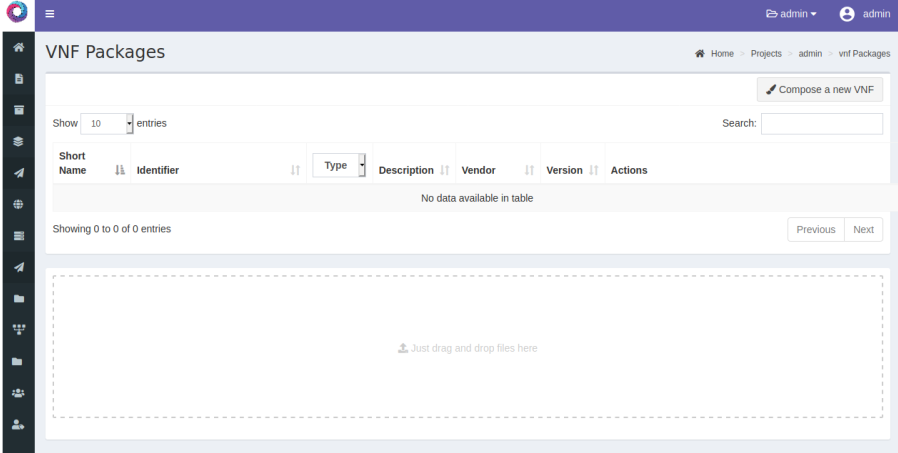 admin admin
VNF Packages
Home > Projects > admin > vnf Packages
Compose a new VNF
Show 10 entries Search:
Short Name Identifier Type Description Vendor Version Actions
No data available in table
Showing 0 to 0 of 0 entries Previous Next
Just drag and drop files here